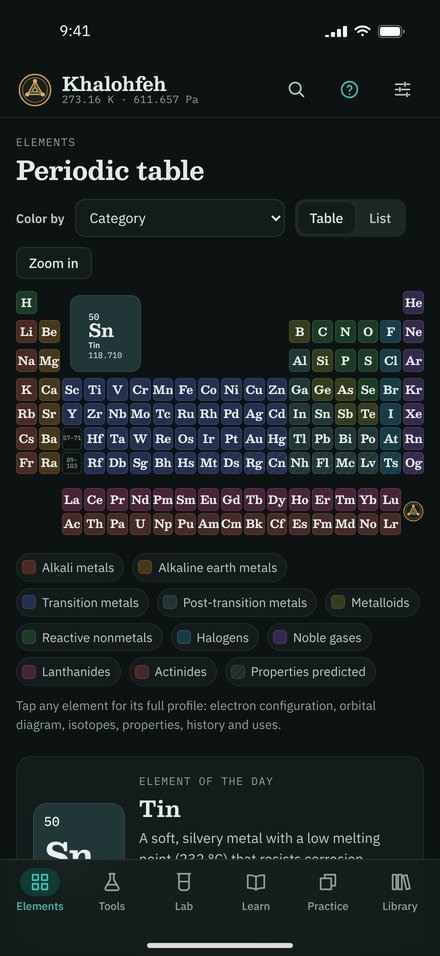 9:41
Khalohfeh
273.16 K · 611.657 Pa
ELEMENTS
Periodic table
Color by Category Table List
Zoom in
H He
50
Sn
Tin
118.710
Li Be B C N O F Ne
Na Mg Al Si P S Cl Ar
K Ca Sc Ti V Cr Mn Fe Co Ni Cu Zn Ga Ge As Se Br Kr
Rb Sr Y Zr Nb Mo Tc Ru Rh Pd Ag Cd In Sn Sb Te I Xe
Cs Ba 57–71 Hf Ta W Re Os Ir Pt Au Hg Tl Pb Bi Po At Rn
Fr Ra 89–103 Rf Db Sg Bh Hs Mt Ds Rg Cn Nh Fl Mc Lv Ts Og
La Ce Pr Nd Pm Sm Eu Gd Tb Dy Ho Er Tm Yb Lu
Ac Th Pa U Np Pu Am Cm Bk Cf Es Fm Md No Lr
Alkali metals Alkaline earth metals
Transition metals Post-transition metals Metalloids
Reactive nonmetals Halogens Noble gases
Lanthanides Actinides Properties predicted
Tap any element for its full profile: electron configuration, orbital
diagram, isotopes, properties, history and uses.
ELEMENT OF THE DAY
50
Sn
Tin
A soft, silvery metal with a low melting
point (232 °C) that resists corrosion
Elements Tools Lab Learn Practice Library